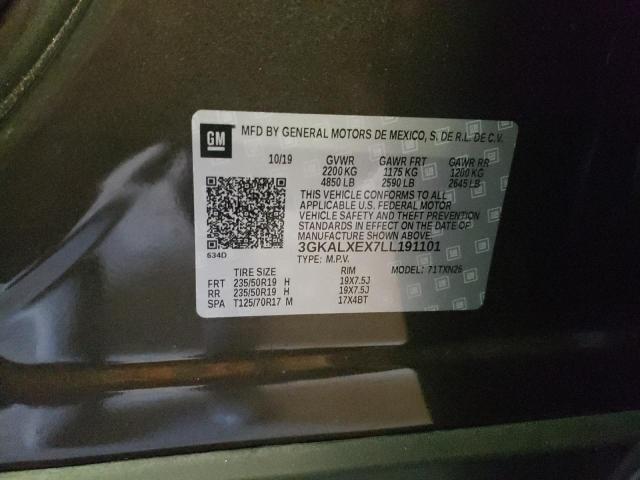 GM
MFD BY GENERAL MOTORS DE MEXICO, S. DE R.L. DE C.V.
10/19 GVWR GAWR FRT GAWR RR
2200 KG 1175 KG 1200 KG
4850 LB 2590 LB 2645 LB
THIS VEHICLE CONFORMS TO ALL
APPLICABLE U.S. FEDERAL MOTOR
VEHICLE SAFETY AND THEFT PREVENTION
STANDARDS IN EFFECT ON THE DATE OF
MANUFACTURE SHOWN ABOVE.
3GKALXEX7LL191101
634D
TYPE: M.P.V.
MODEL: 71TXN26
TIRE SIZE RIM
FRT 235/50R19 H 19X7.5J
RR 235/50R19 H 19X7.5J
SPA T125/70R17 M 17X4BT